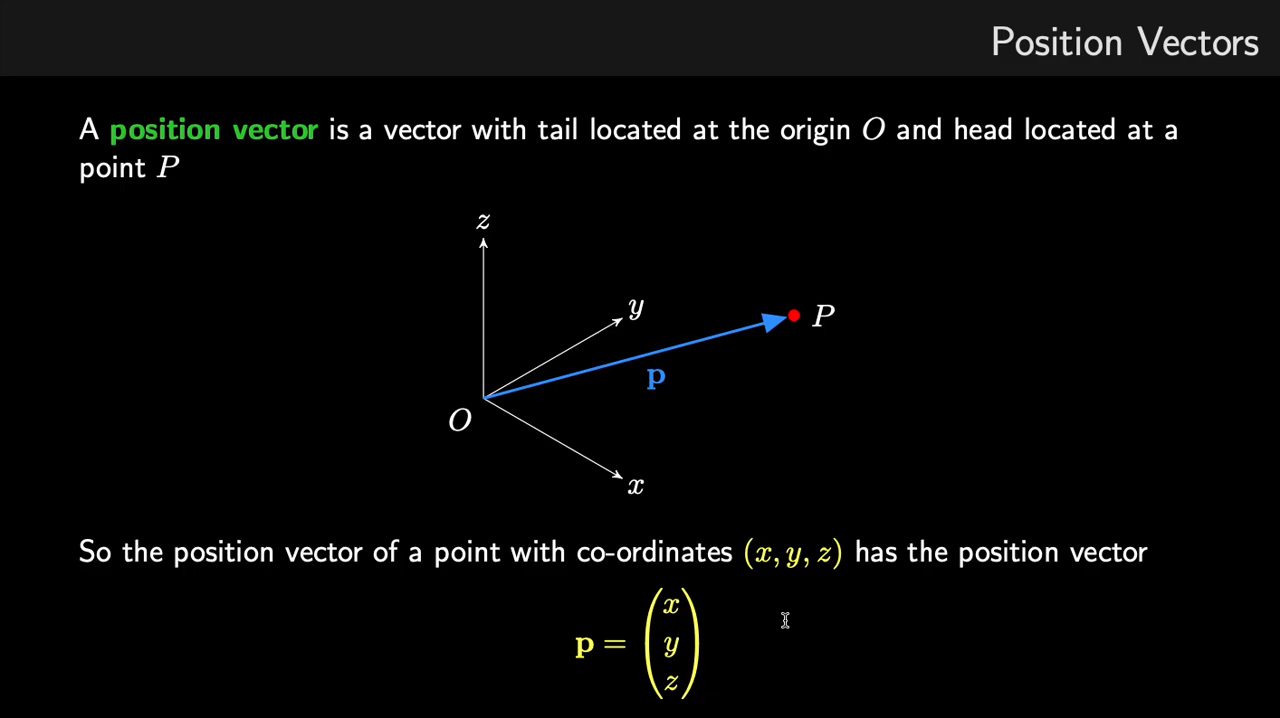 Position Vectors
A position vector is a vector with tail located at the origin O and head located at a
point P
z
y
P
p
O
x
So the position vector of a point with co-ordinates (x, y, z) has the position vector
x
p = y
z